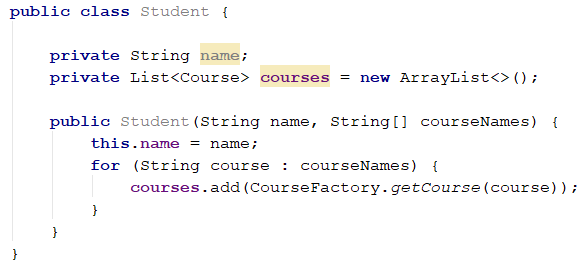 public class Student {
private String name;
private List<Course> courses = new ArrayList<>();
public Student(String name, String[] courseNames) {
this.name = name;
for (String course : courseNames) {
courses.add(CourseFactory.getCourse(course));
}
}
}